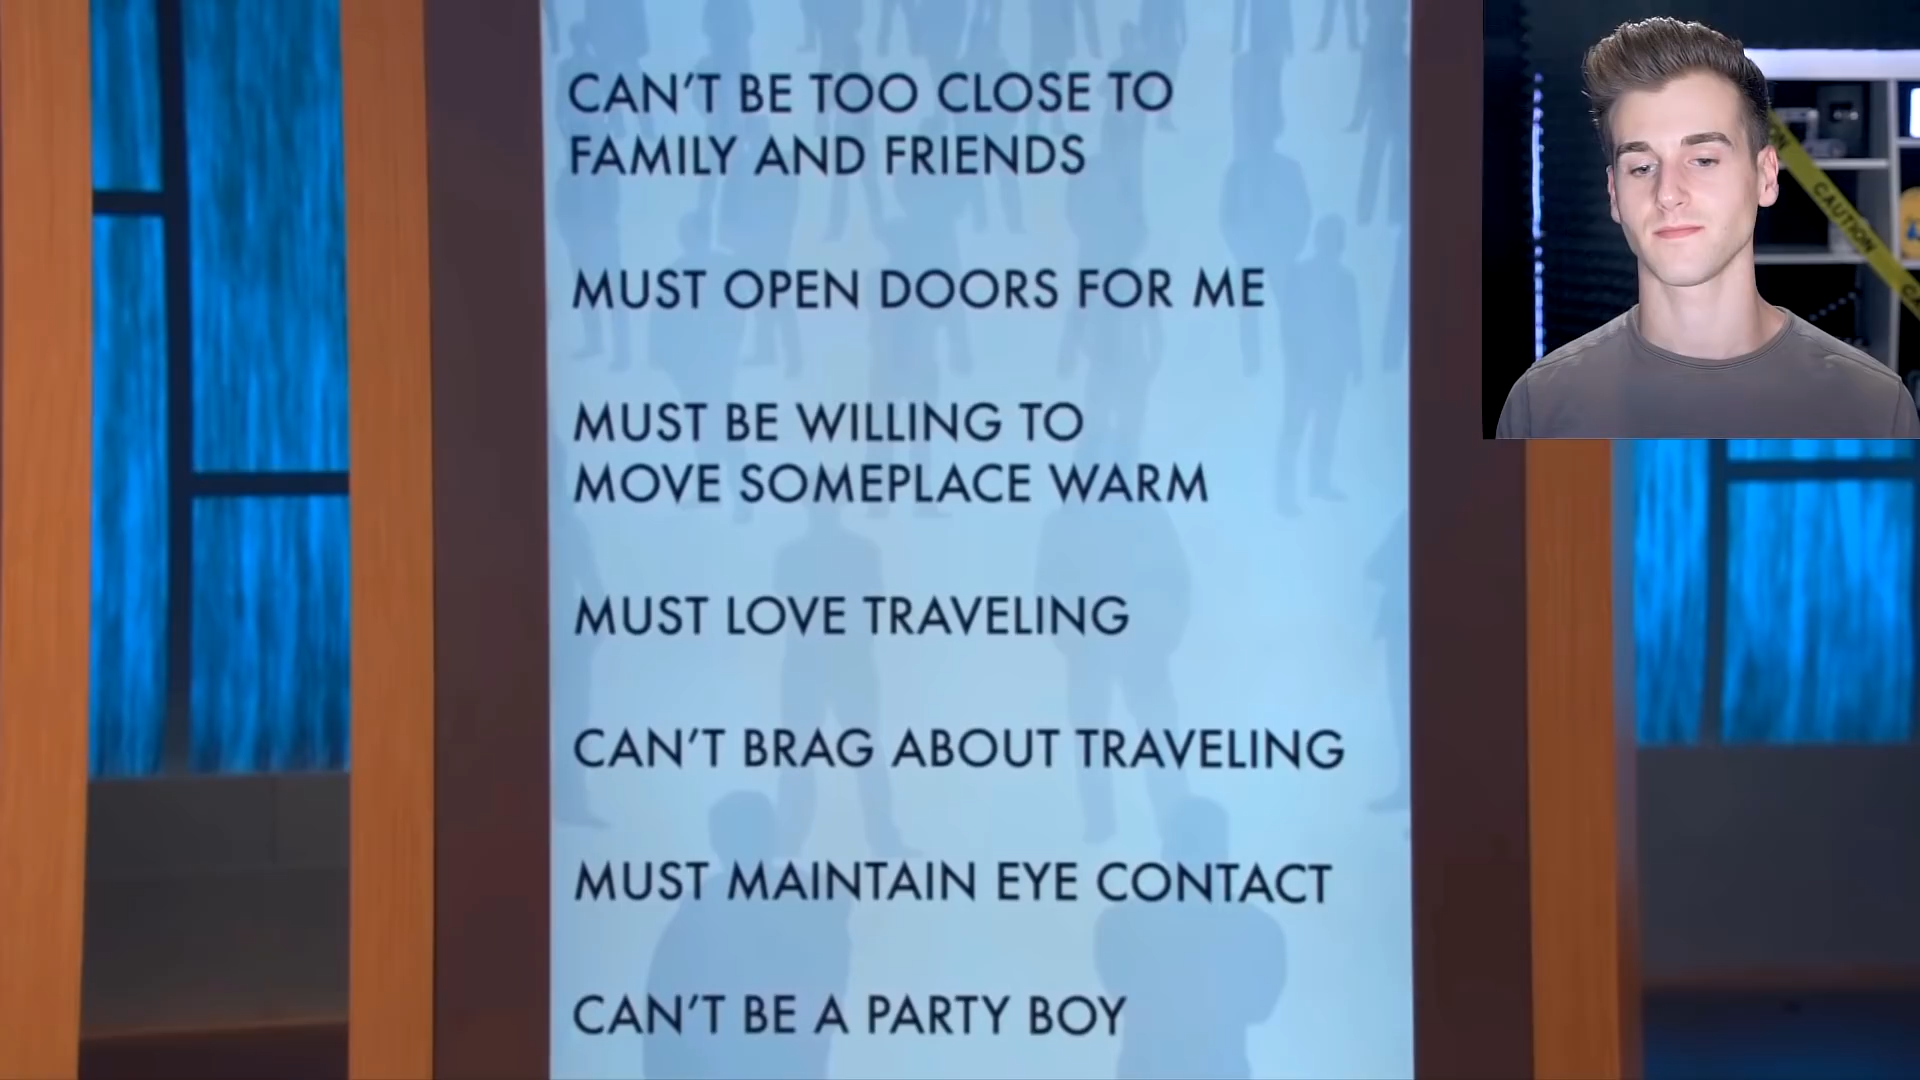 CAN'T BE TOO CLOSE TO
FAMILY AND FRIENDS
MUST OPEN DOORS FOR ME
MUST BE WILLING TO
MOVE SOMEPLACE WARM
MUST LOVE TRAVELING
CAN'T BRAG ABOUT TRAVELING
MUST MAINTAIN EYE CONTACT
CAN'T BE A PARTY BOY
CAUTION